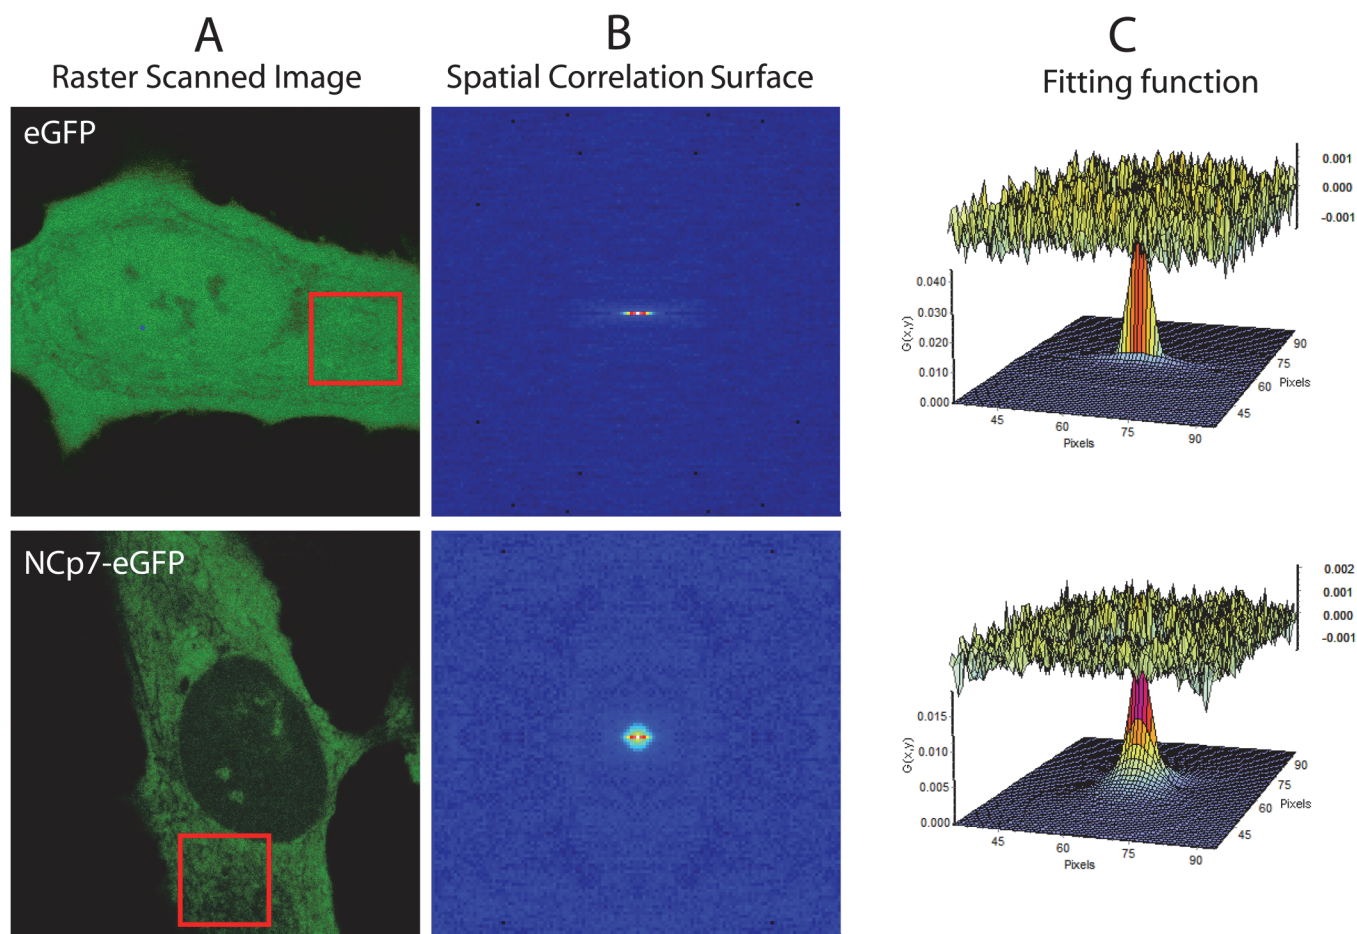 A
Raster Scanned Image
B
Spatial Correlation Surface
C
Fitting function
eGFP
0.001
0.000
-0.001
0.040
0.030
0.020
0.010
0.000
G(x,y)
45
60
75
90
Pixels
45
60
75
90
Pixels
NCp7-eGFP
0.002
0.001
0.000
-0.001
0.015
0.010
0.005
0.000
G(x,y)
45
60
75
90
Pixels
45
60
75
90
Pixels